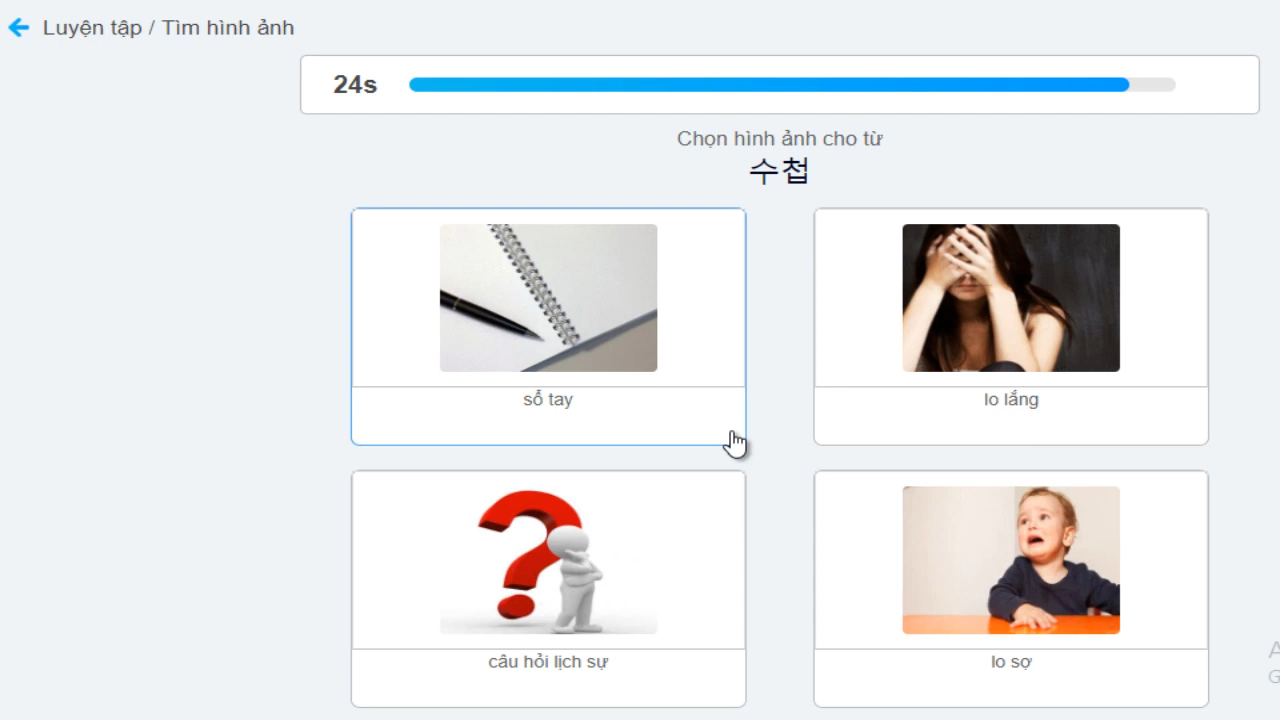 Luyện tập / Tìm hình ảnh
24s
Chọn hình ảnh cho từ
수첩
sổ tay
lo lắng
câu hỏi lịch sự
lo sợ